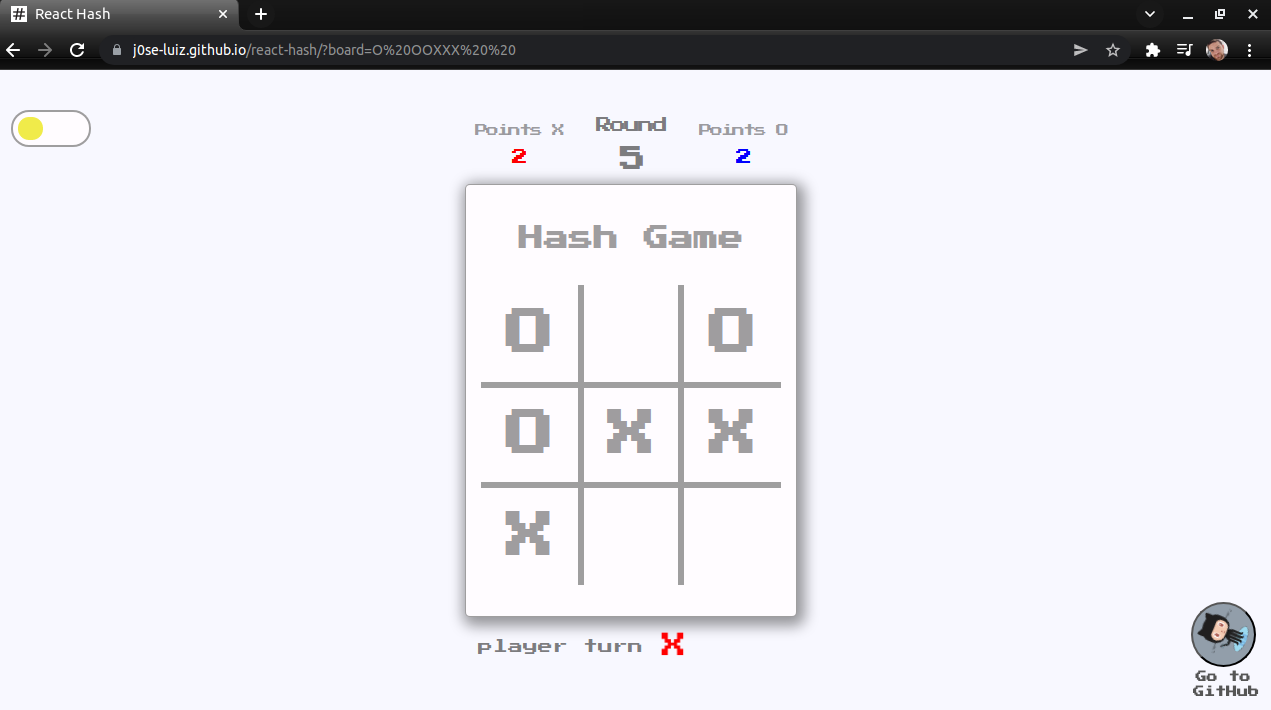 React Hash
j0se-luiz.github.io/react-hash/?board=O%20OOXXX%20%20
Points X Round Points O
2 5 2
Hash Game
O O
O X X
X
player turn X
Go to
GitHub